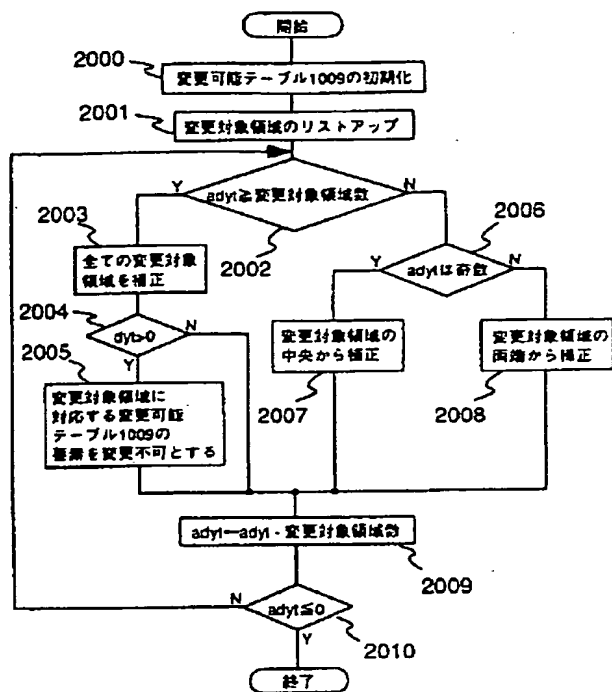 開始
2000
変更可能テーブル1009の初期化
2001
変更対象領域のリストアップ
Y
adyt≧変更対象領域数
N
2002
2003
全ての変更対象
領域を補正
2004
dyt>0
N
Y
2005
変更対象領域に
対応する変更可能
テーブル1009の
要素を変更不可とする
2006
Y
adytは奇数
N
変更対象領域の
中央から補正
2007
変更対象領域の
両端から補正
2008
adyt←adyt - 変更対象領域数
2009
N
adyt≦0
Y
2010
終了